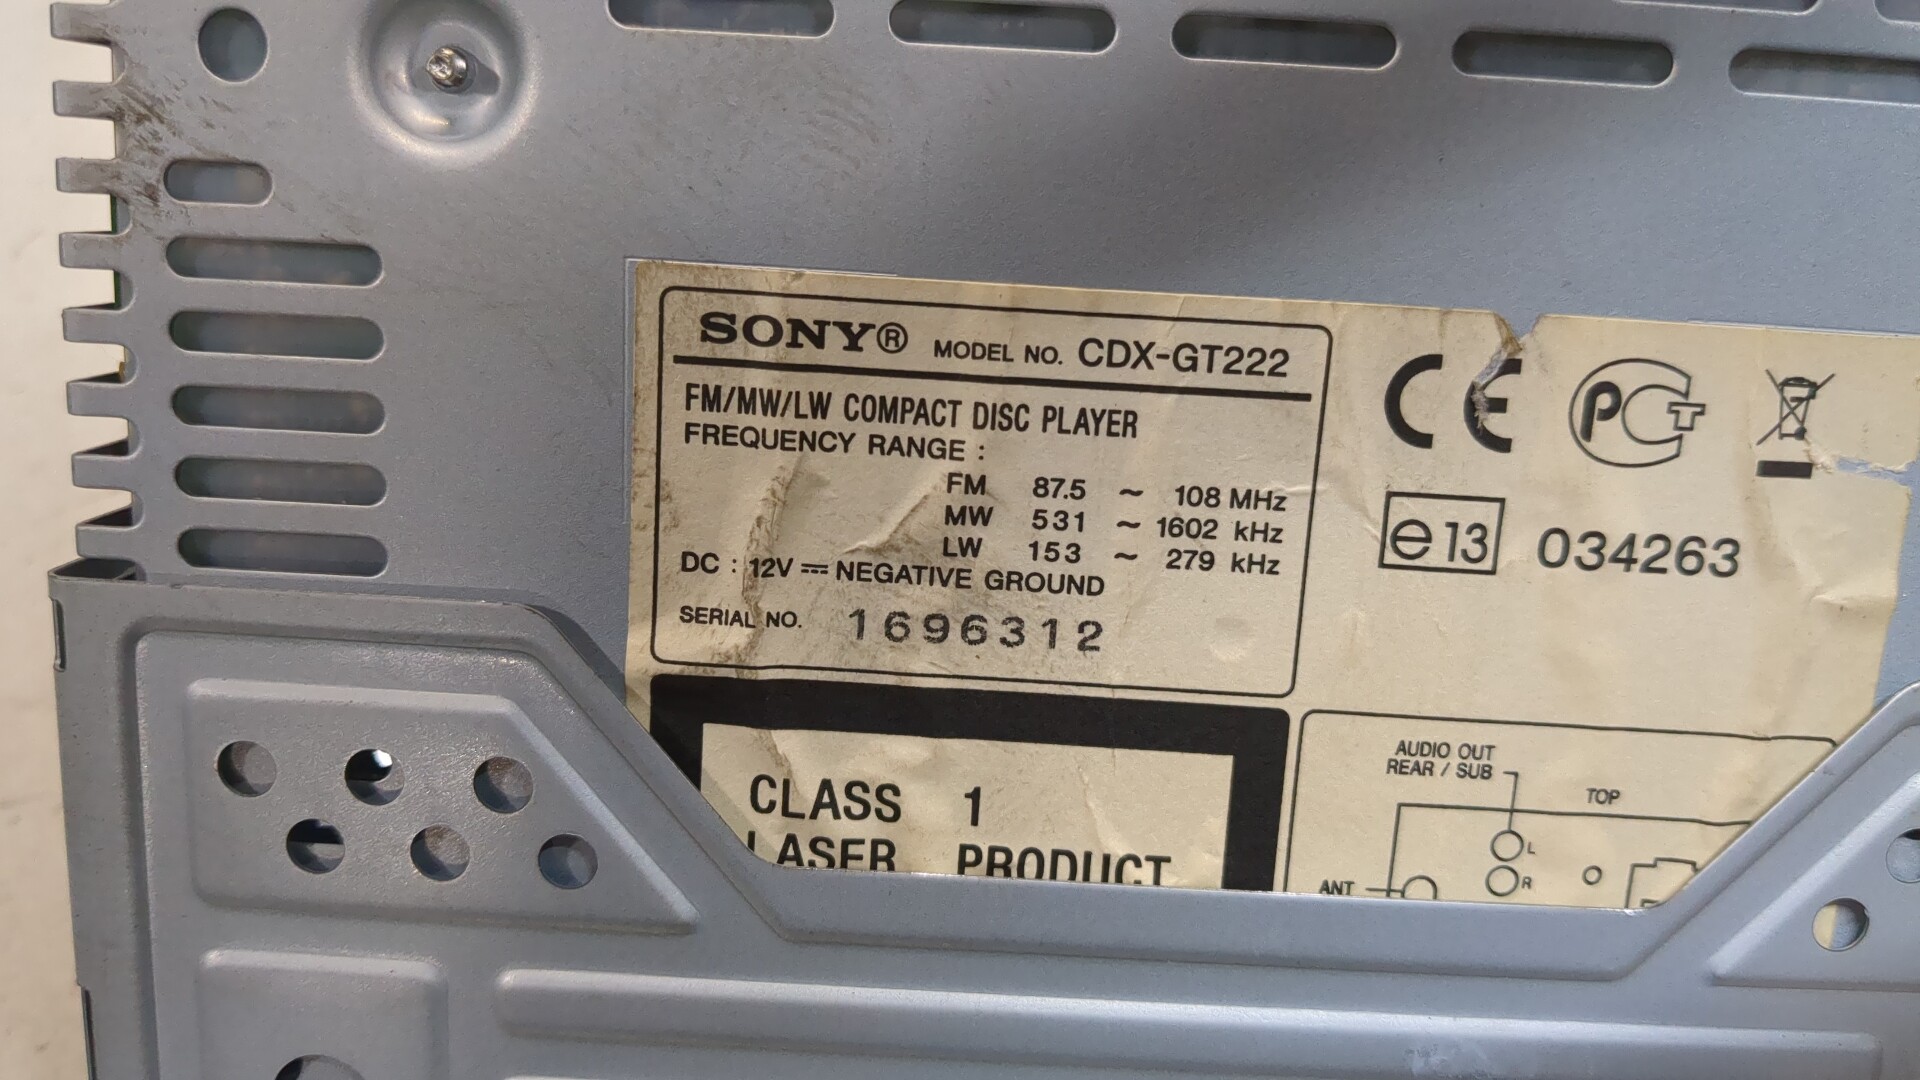 SONY® MODEL NO. CDX-GT222
FM/MW/LW COMPACT DISC PLAYER
FREQUENCY RANGE :
FM 87.5 ~ 108 MHz
MW 531 ~ 1602 kHz
LW 153 ~ 279 kHz
DC : 12V ⎓ NEGATIVE GROUND
SERIAL NO. 1696312
CE PCT
e13 034263
CLASS 1
LASER PRODUCT
AUDIO OUT
REAR / SUB
TOP
L
R
ANT